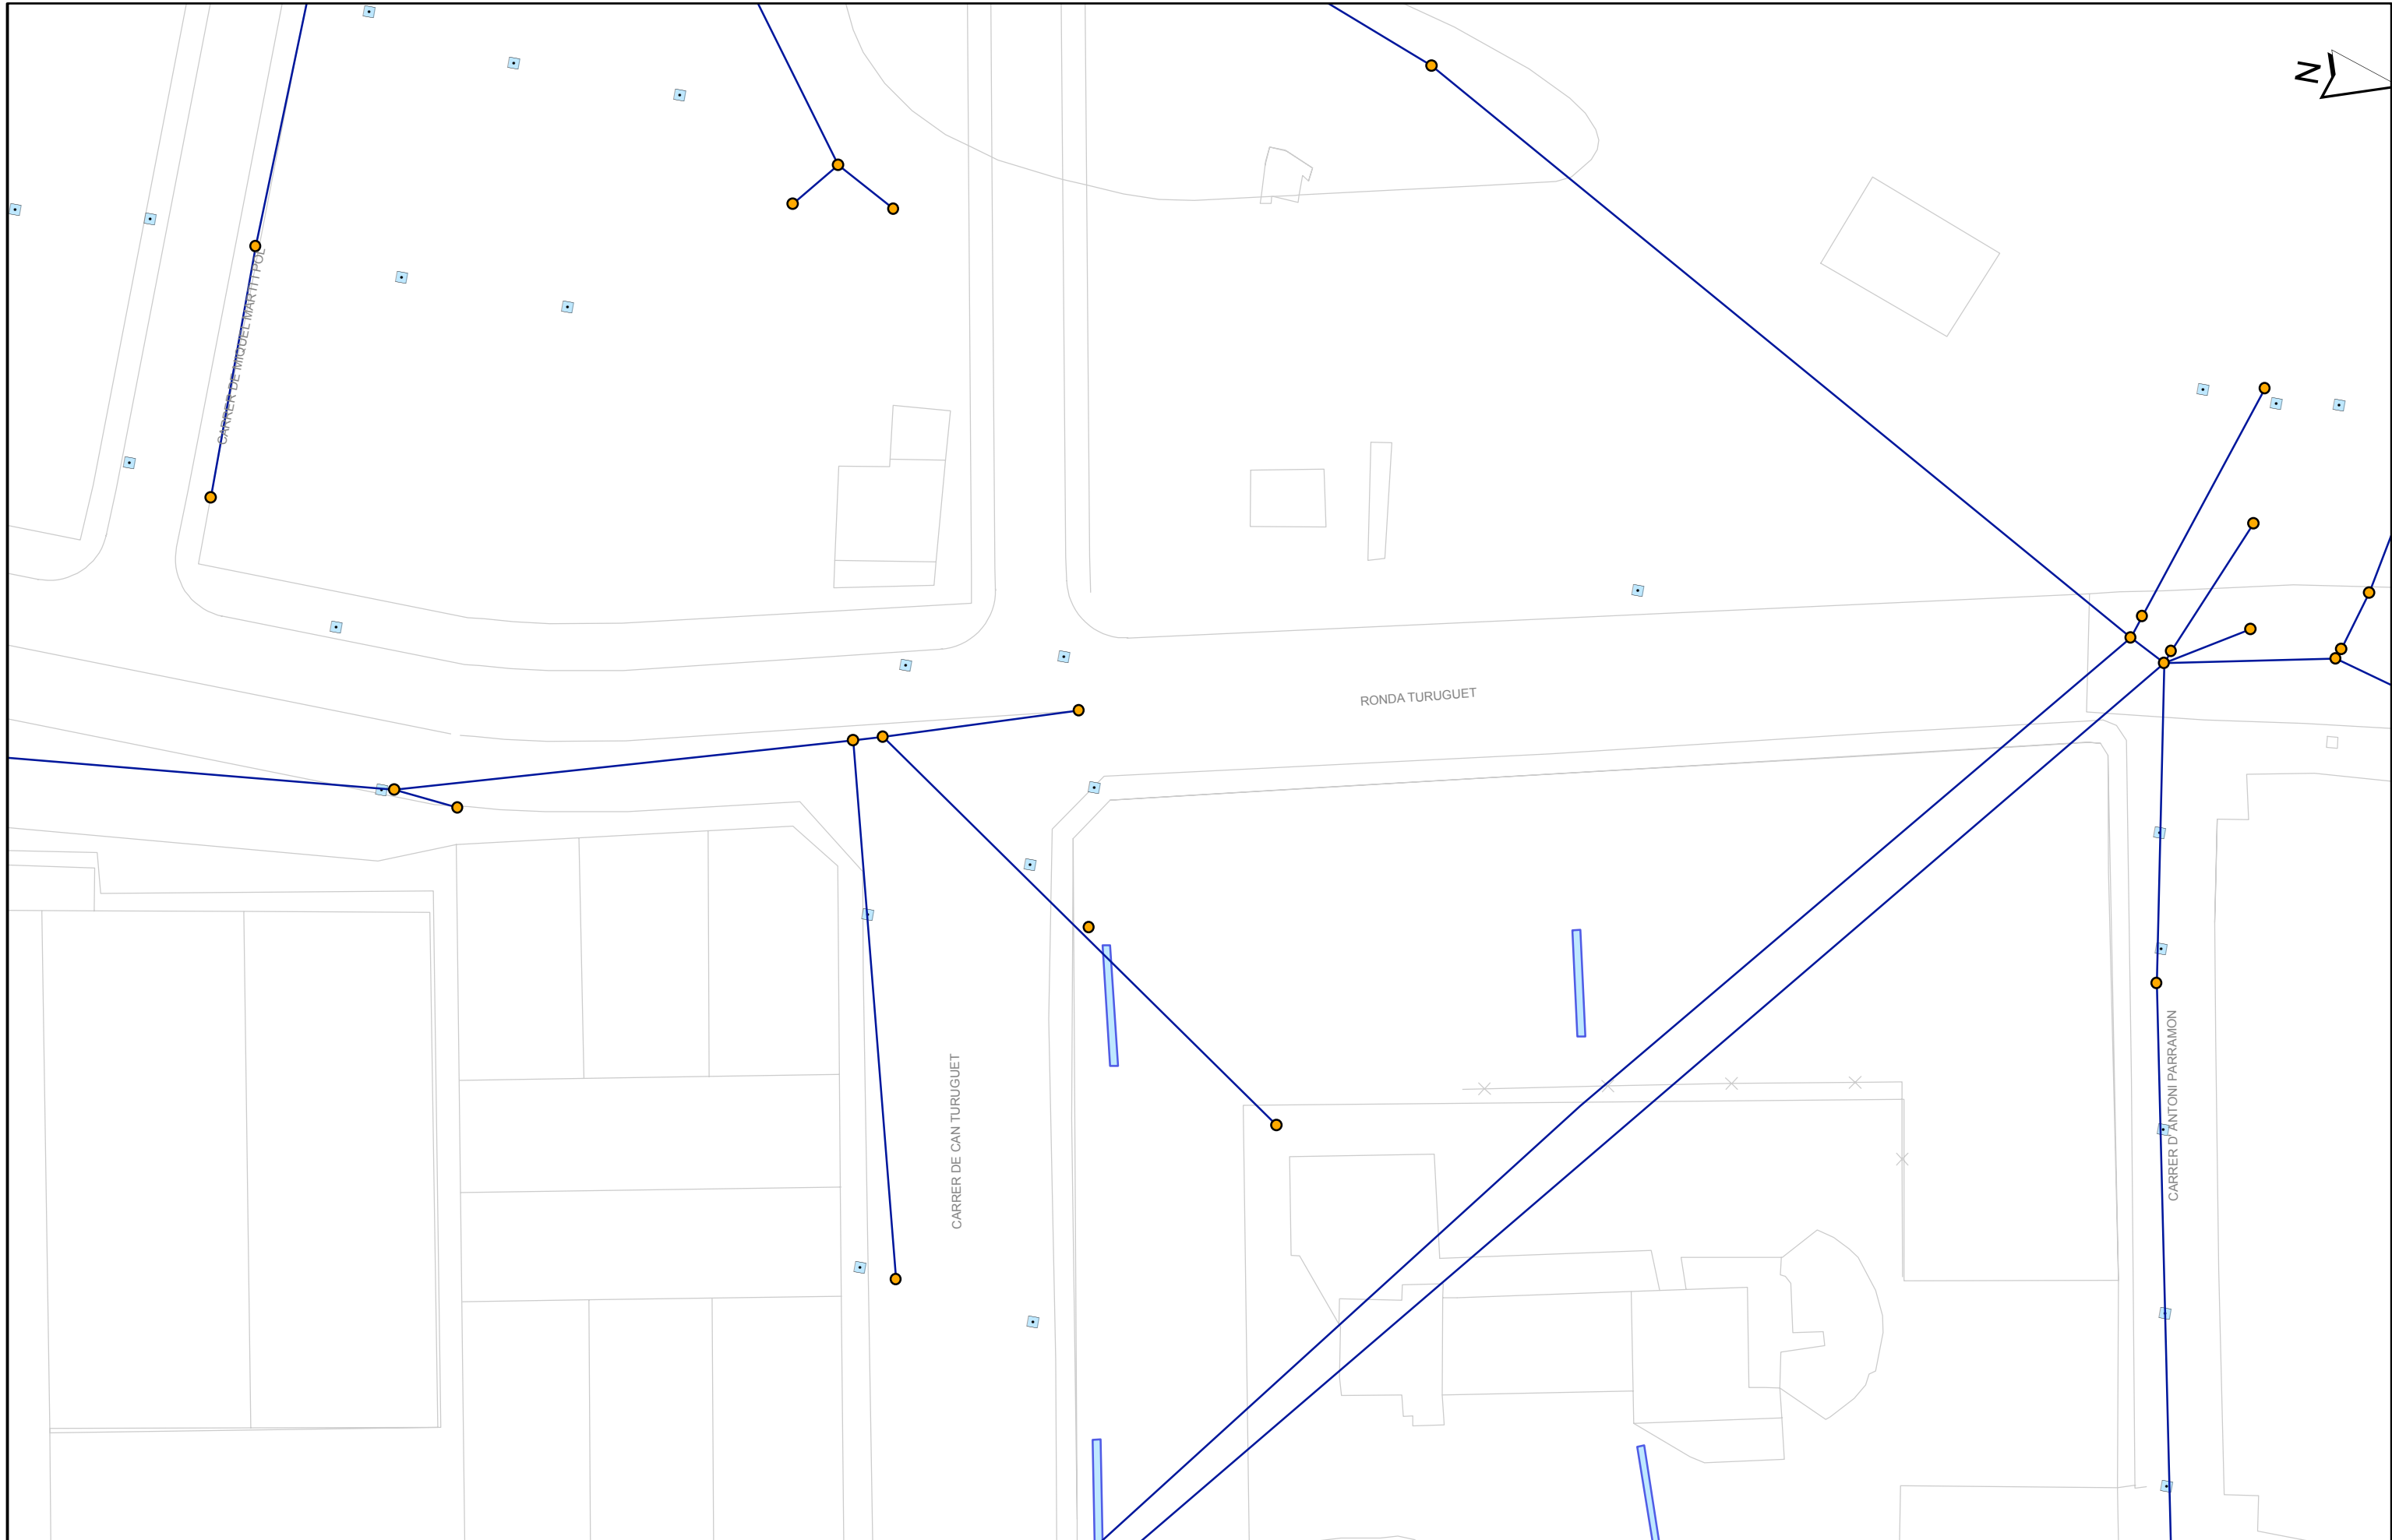 N
CARRER DE MIQUEL MARTI I POL
RONDA TURUGUET
CARRER DE CAN TURUGUET
CARRER D'ANTONI PARRAMON